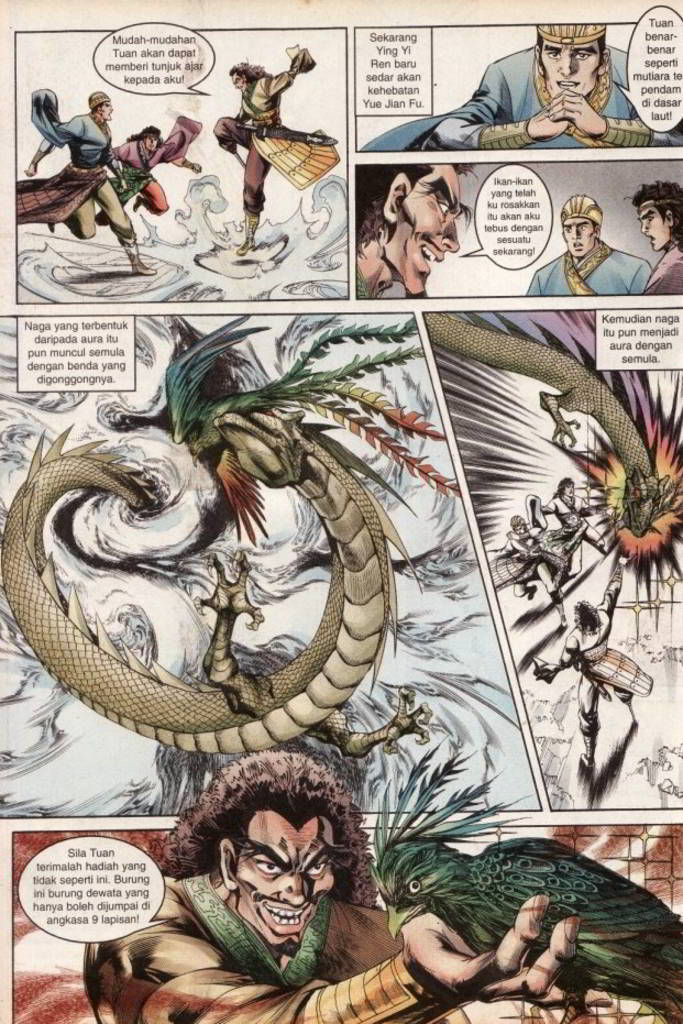 Mudah-mudahan
Tuan akan dapat
memberi tunjuk ajar
kepada aku!
Sekarang
Ying Yi
Ren baru
sedar akan
kehebatan
Yue Jian Fu.
Tuan
benar-
benar
seperti
mutiara te
pendam
di dasar
laut!
Ikan-ikan
yang telah
ku rosakkan
itu akan aku
tebus dengan
sesuatu
sekarang!
Naga yang terbentuk
daripada aura itu
pun muncul semula
dengan benda yang
digonggongnya.
Kemudian naga
itu pun menjadi
aura dengan
semula.
Sila Tuan
terimalah hadiah yang
tidak seperti ini. Burung
ini burung dewata yang
hanya boleh dijumpai di
angkasa 9 lapisan!